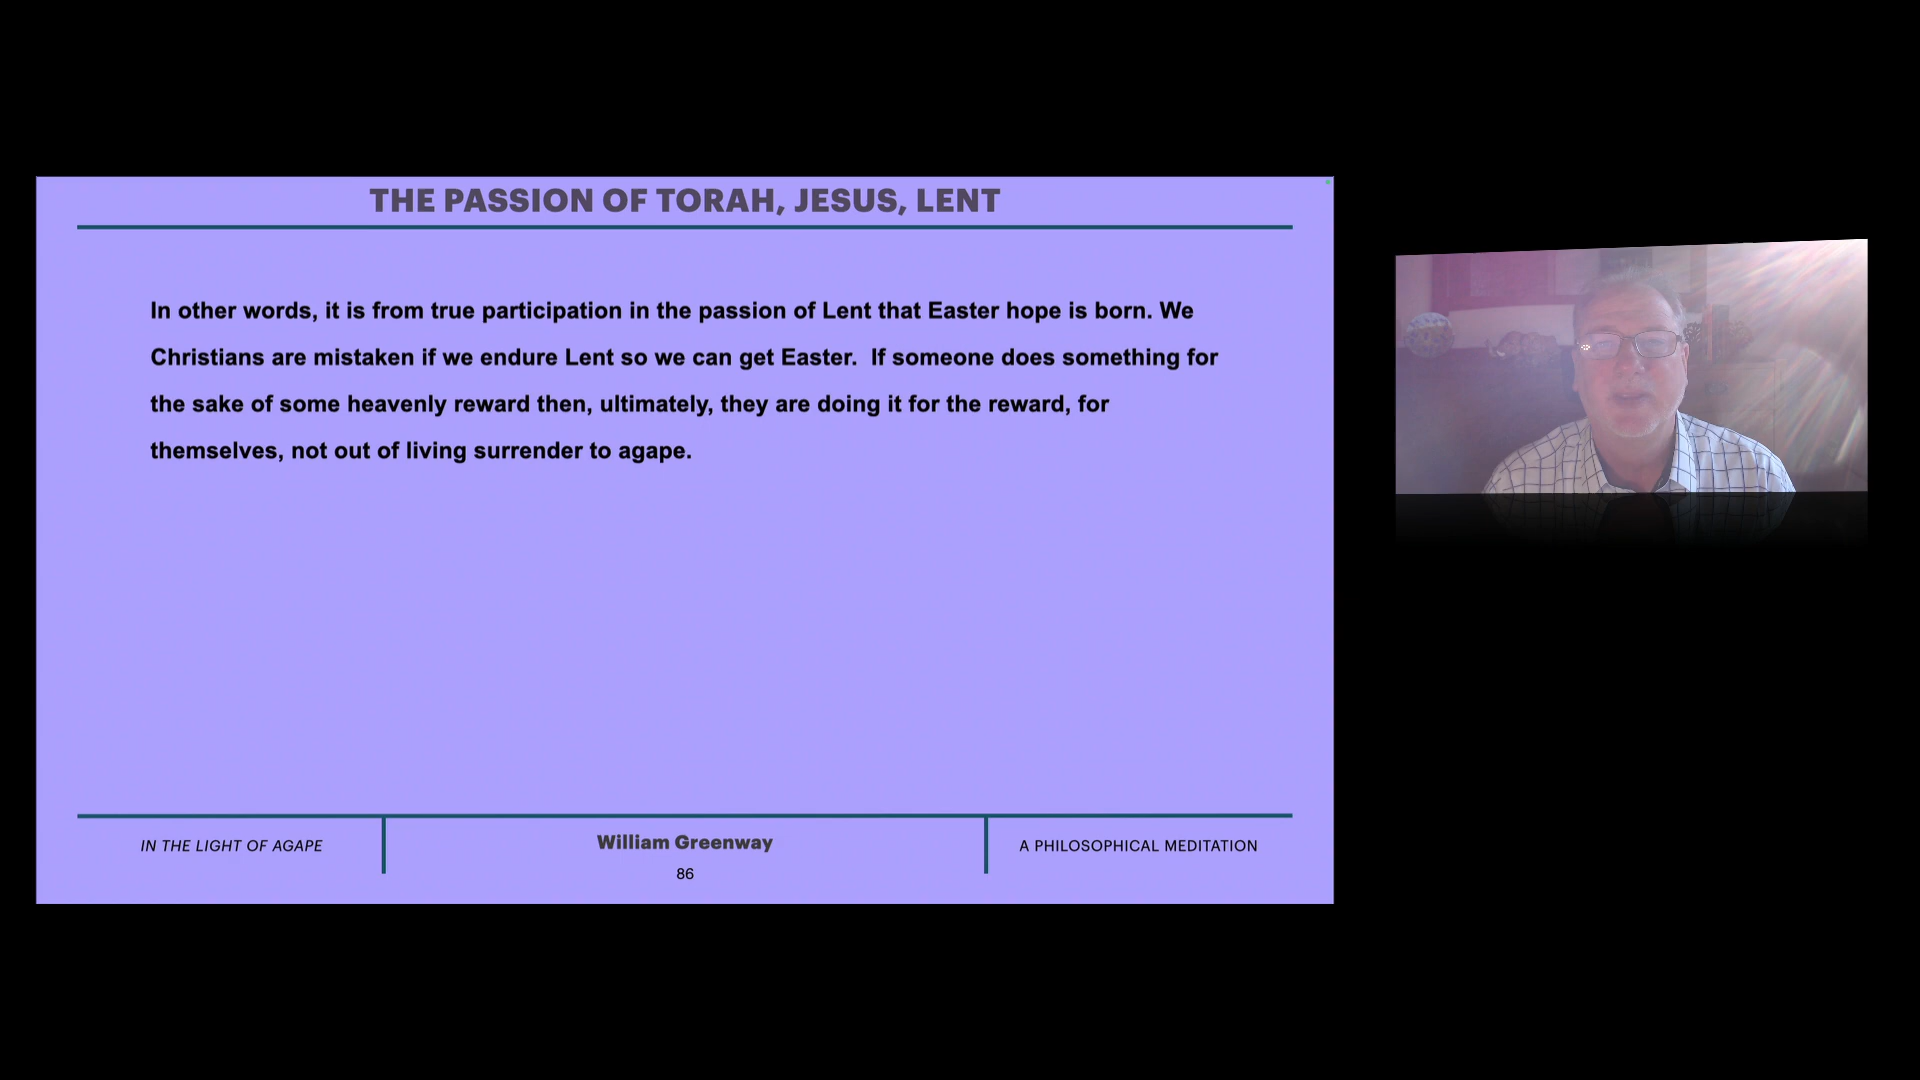 THE PASSION OF TORAH, JESUS, LENT
In other words, it is from true participation in the passion of Lent that Easter hope is born. We
Christians are mistaken if we endure Lent so we can get Easter.  If someone does something for
the sake of some heavenly reward then, ultimately, they are doing it for the reward, for
themselves, not out of living surrender to agape.
IN THE LIGHT OF AGAPE
William Greenway
86
A PHILOSOPHICAL MEDITATION